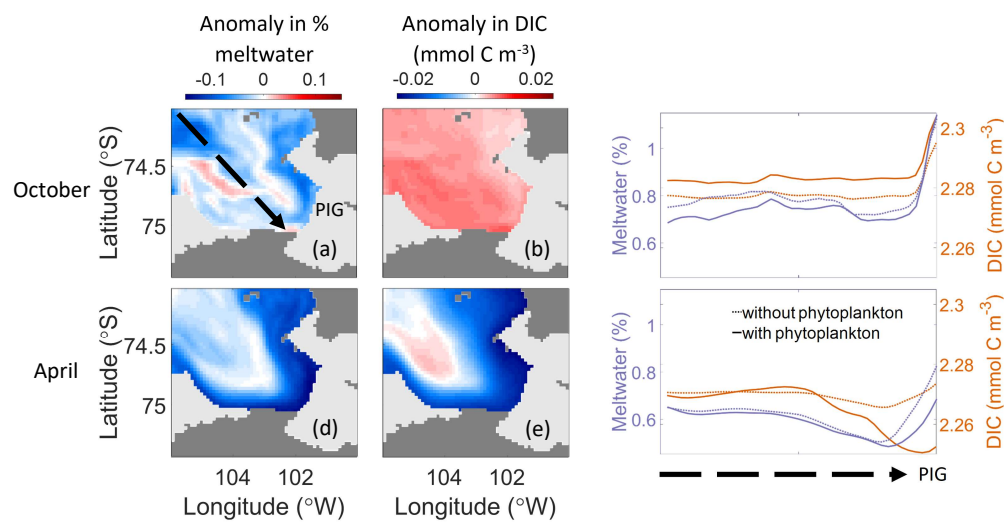 Anomaly in %
meltwater
-0.1 0 0.1
Anomaly in DIC
(mmol C m⁻³)
-0.02 0 0.02
October
Latitude (°S)
74.5
75
PIG
(a)
(b)
Meltwater (%)
1
0.8
0.6
2.3
2.28
2.26
DIC (mmol C m⁻³)
April
Latitude (°S)
74.5
75
(d)
(e)
104 102
Longitude (°W)
104 102
Longitude (°W)
Meltwater (%)
1
0.8
0.6
without phytoplankton
with phytoplankton
2.3
2.28
2.26
DIC (mmol C m⁻³)
PIG